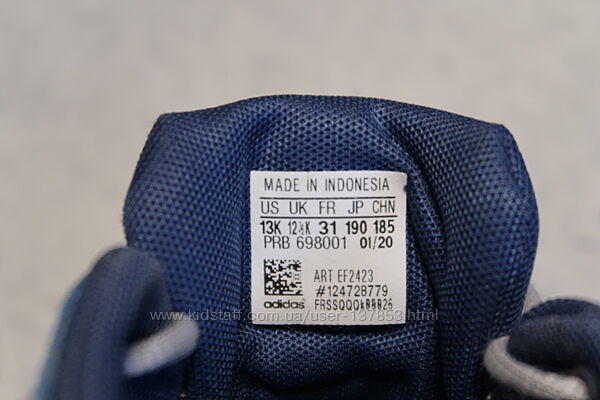 MADE IN INDONESIA
US UK FR JP CHN
13K 12½K 31 190 185
PRB 698001 01/20
ART EF2423
#124728779
adidas
www.kidstaff.com.ua/user-137853.html